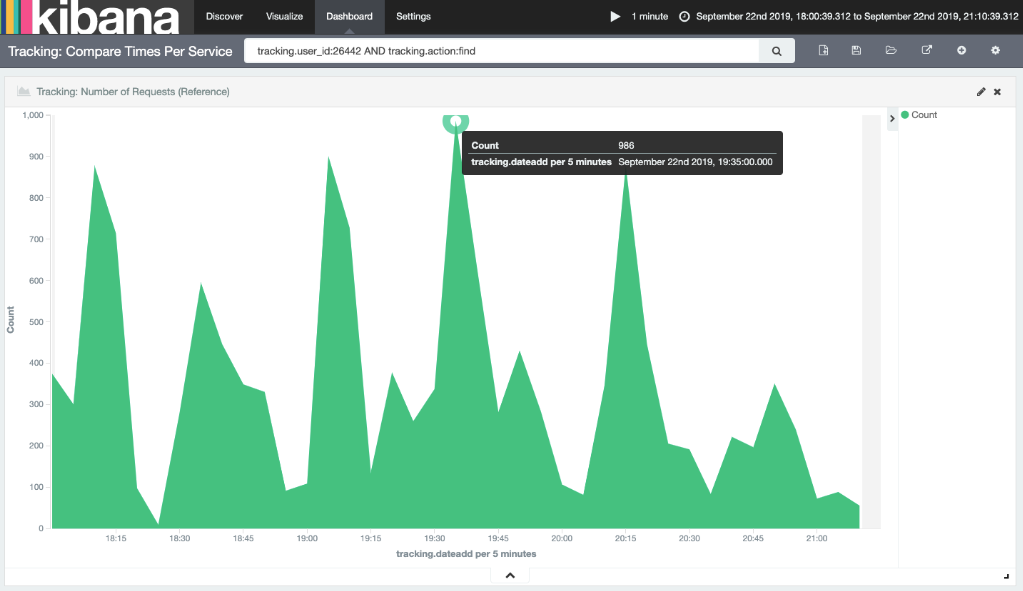 kibana
Discover Visualize Dashboard Settings 1 minute September 22nd 2019, 18:00:39.312 to September 22nd 2019, 21:10:39.312
Tracking: Compare Times Per Service tracking.user_id:26442 AND tracking.action:find
Tracking: Number of Requests (Reference)
Count
1,000
900
800
700
600
500
400
300
200
100
0
Count
Count 986
tracking.dateadd per 5 minutes September 22nd 2019, 19:35:00.000
18:15 18:30 18:45 19:00 19:15 19:30 19:45 20:00 20:15 20:30 20:45 21:00
tracking.dateadd per 5 minutes